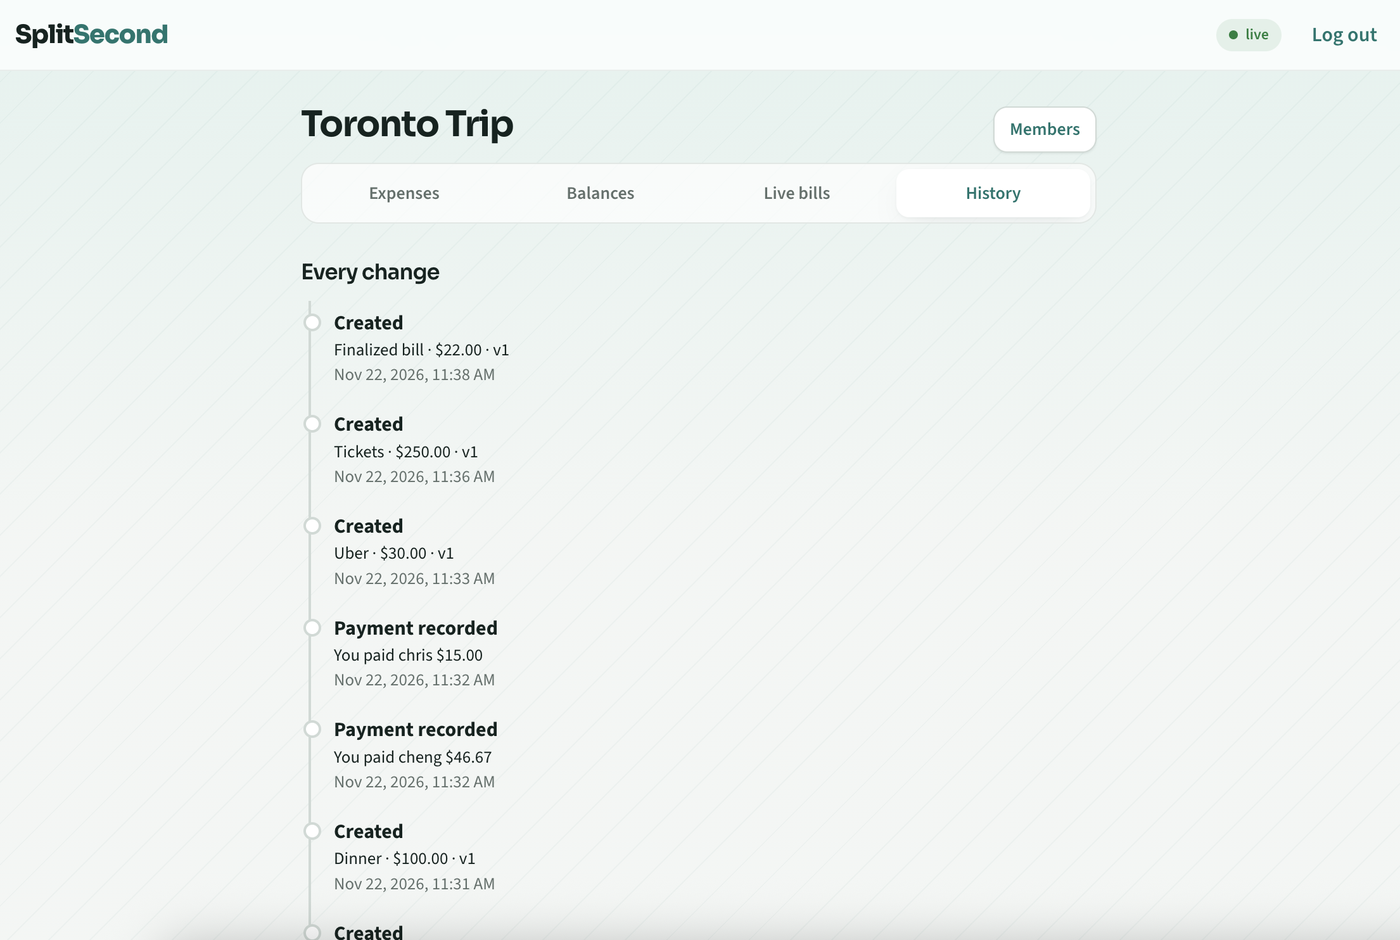 SplitSecond
live
Log out
Toronto Trip
Members
Expenses
Balances
Live bills
History
Every change
Created
Finalized bill · $22.00 · v1
Nov 22, 2026, 11:38 AM
Created
Tickets · $250.00 · v1
Nov 22, 2026, 11:36 AM
Created
Uber · $30.00 · v1
Nov 22, 2026, 11:33 AM
Payment recorded
You paid chris $15.00
Nov 22, 2026, 11:32 AM
Payment recorded
You paid cheng $46.67
Nov 22, 2026, 11:32 AM
Created
Dinner · $100.00 · v1
Nov 22, 2026, 11:31 AM
Created